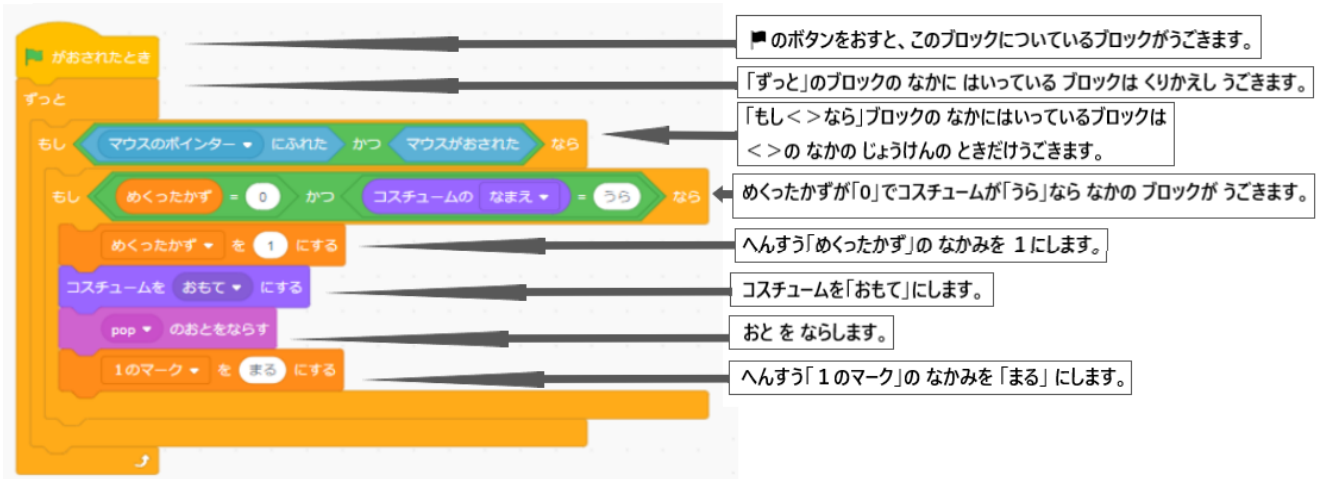 がおされたとき
🏴のボタンをおすと、このブロックについているブロックがうごきます。
ずっと
「ずっと」のブロックの なかに はいっている ブロックは くりかえし うごきます。
もし マウスのポインター にふれた かつ マウスがおされた なら
「もし< >なら」ブロックの なかにはいっているブロックは
< >の なかの じょうけんの ときだけうごきます。
もし めくったかず = 0 かつ コスチュームの なまえ = うら なら
めくったかずが「0」でコスチュームが「うら」なら なかの ブロックが うごきます。
めくったかず を 1 にする
へんすう「めくったかず」の なかみを 1にします。
コスチュームを おもて にする
コスチュームを「おもて」にします。
pop のおとをならす
おと を ならします。
1のマーク を まる にする
へんすう「1のマーク」の なかみを 「まる」 にします。